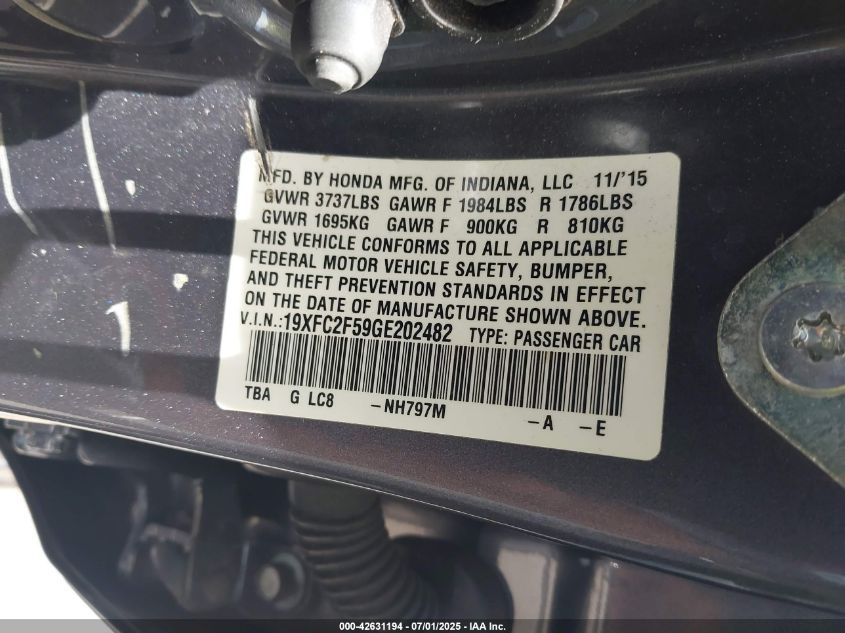 MFD. BY HONDA MFG. OF INDIANA, LLC 11/'15
GVWR 3737LBS GAWR F 1984LBS R 1786LBS
GVWR 1695KG GAWR F 900KG R 810KG
THIS VEHICLE CONFORMS TO ALL APPLICABLE
FEDERAL MOTOR VEHICLE SAFETY, BUMPER,
AND THEFT PREVENTION STANDARDS IN EFFECT
ON THE DATE OF MANUFACTURE SHOWN ABOVE.
V.I.N.:19XFC2F59GE202482 TYPE: PASSENGER CAR
TBA G LC8 -NH797M -A -E
000-42631194 - 07/01/2025 - IAA Inc.